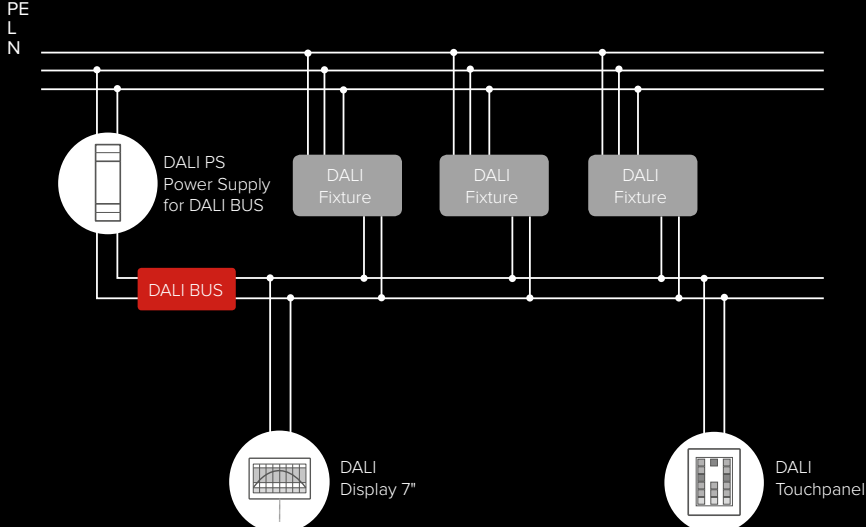 PE
L
N
DALI PS
Power Supply
for DALI BUS
DALI
Fixture
DALI
Fixture
DALI
Fixture
DALI BUS
DALI
Display 7"
DALI
Touchpanel